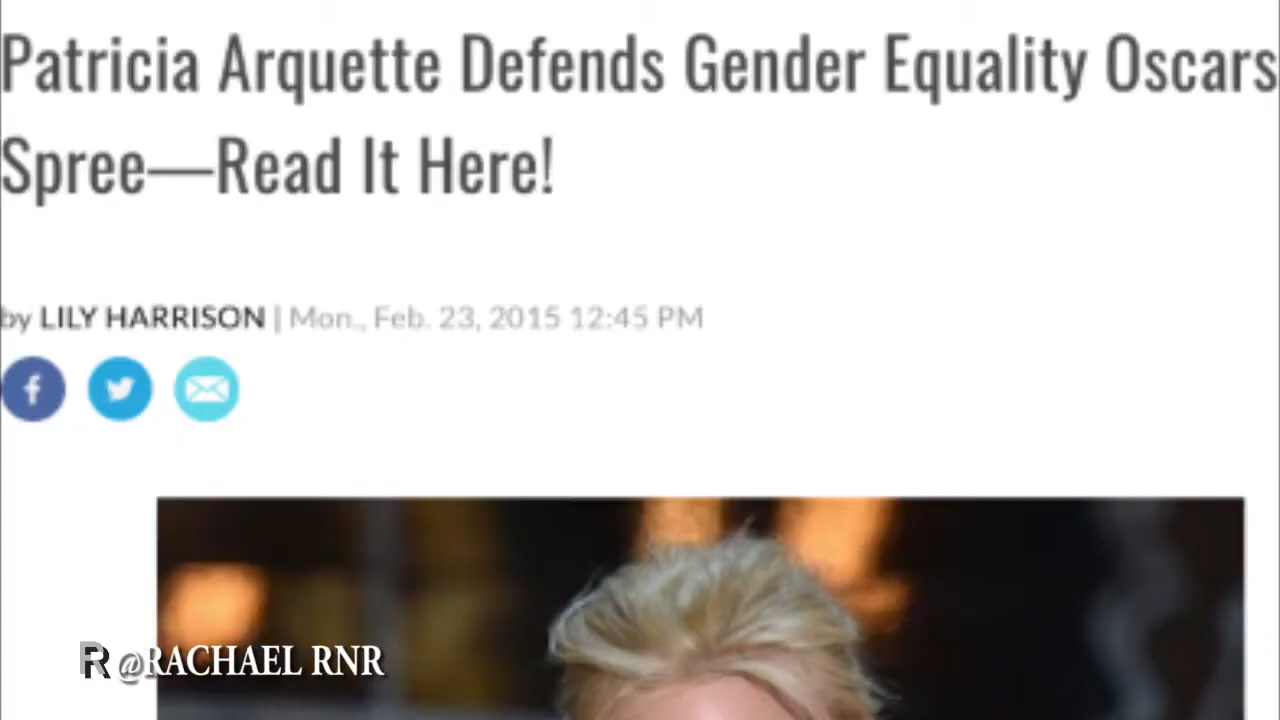 Patricia Arquette Defends Gender Equality Oscars
Spree—Read It Here!
by LILY HARRISON | Mon., Feb. 23, 2015 12:45 PM
@RACHAEL RNR